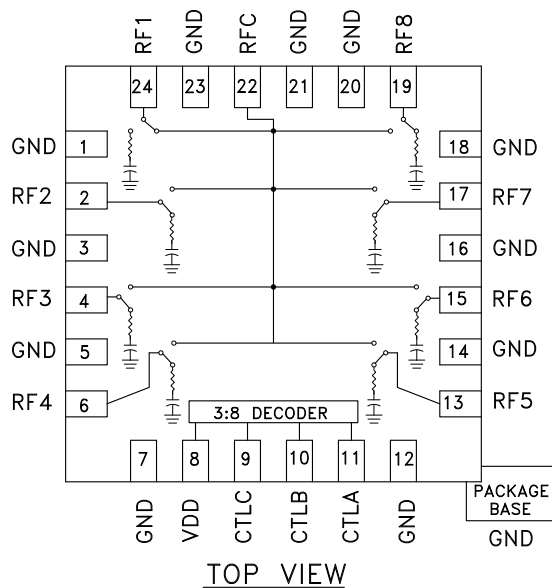 RF1 GND RFC GND GND RF8
24 23 22 21 20 19
GND 1 18 GND
RF2 2 17 RF7
GND 3 16 GND
RF3 4 15 RF6
GND 5 14 GND
RF4 6 13 RF5
3:8 DECODER
7 8 9 10 11 12
GND VDD CTLC CTLB CTLA GND
PACKAGE
BASE
GND
TOP VIEW